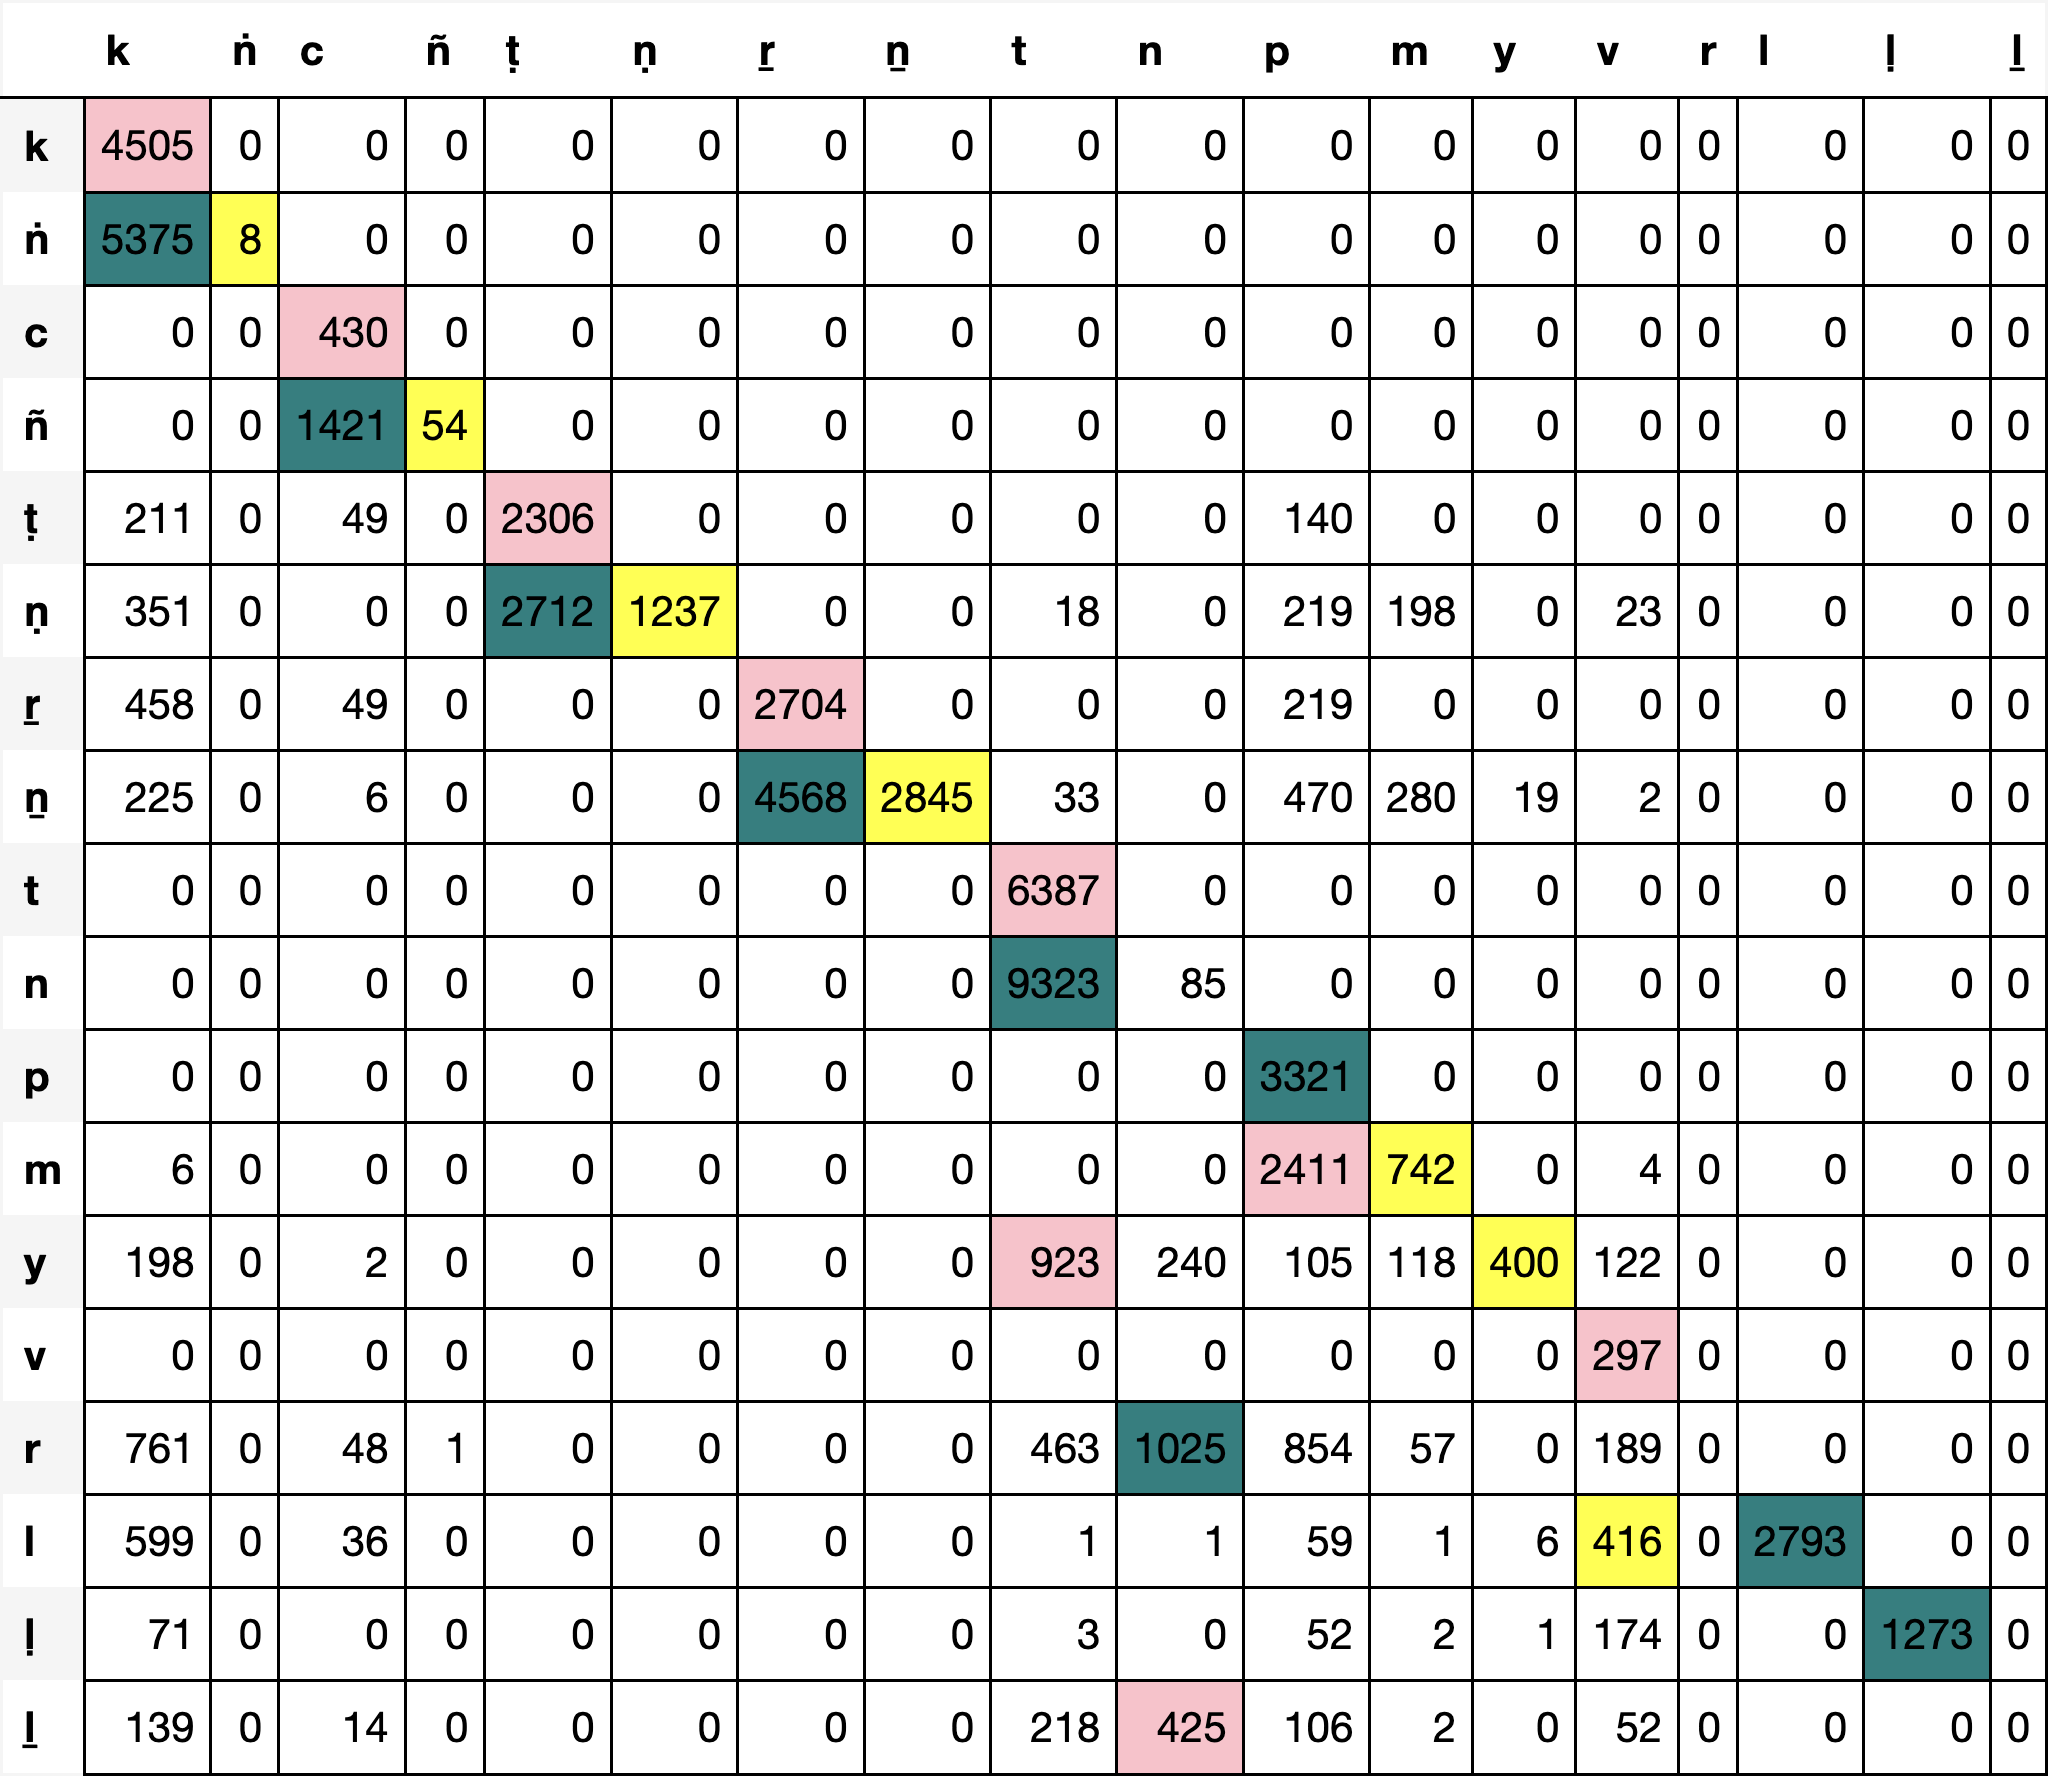 k ṅ c ñ ṭ ṇ ṟ ṉ t n p m y v r l ḷ ḻ
k 4505 0 0 0 0 0 0 0 0 0 0 0 0 0 0 0 0 0
ṅ 5375 8 0 0 0 0 0 0 0 0 0 0 0 0 0 0 0 0
c 0 0 430 0 0 0 0 0 0 0 0 0 0 0 0 0 0 0
ñ 0 0 1421 54 0 0 0 0 0 0 0 0 0 0 0 0 0 0
ṭ 211 0 49 0 2306 0 0 0 0 0 140 0 0 0 0 0 0 0
ṇ 351 0 0 0 2712 1237 0 0 18 0 219 198 0 23 0 0 0 0
ṟ 458 0 49 0 0 0 2704 0 0 0 219 0 0 0 0 0 0 0
ṉ 225 0 6 0 0 0 4568 2845 33 0 470 280 19 2 0 0 0 0
t 0 0 0 0 0 0 0 0 6387 0 0 0 0 0 0 0 0 0
n 0 0 0 0 0 0 0 0 9323 85 0 0 0 0 0 0 0 0
p 0 0 0 0 0 0 0 0 0 0 3321 0 0 0 0 0 0 0
m 6 0 0 0 0 0 0 0 0 0 2411 742 0 4 0 0 0 0
y 198 0 2 0 0 0 0 0 923 240 105 118 400 122 0 0 0 0
v 0 0 0 0 0 0 0 0 0 0 0 0 0 297 0 0 0 0
r 761 0 48 1 0 0 0 0 463 1025 854 57 0 189 0 0 0 0
l 599 0 36 0 0 0 0 0 1 1 59 1 6 416 0 2793 0 0
ḷ 71 0 0 0 0 0 0 0 3 0 52 2 1 174 0 0 1273 0
ḻ 139 0 14 0 0 0 0 0 218 425 106 2 0 52 0 0 0 0